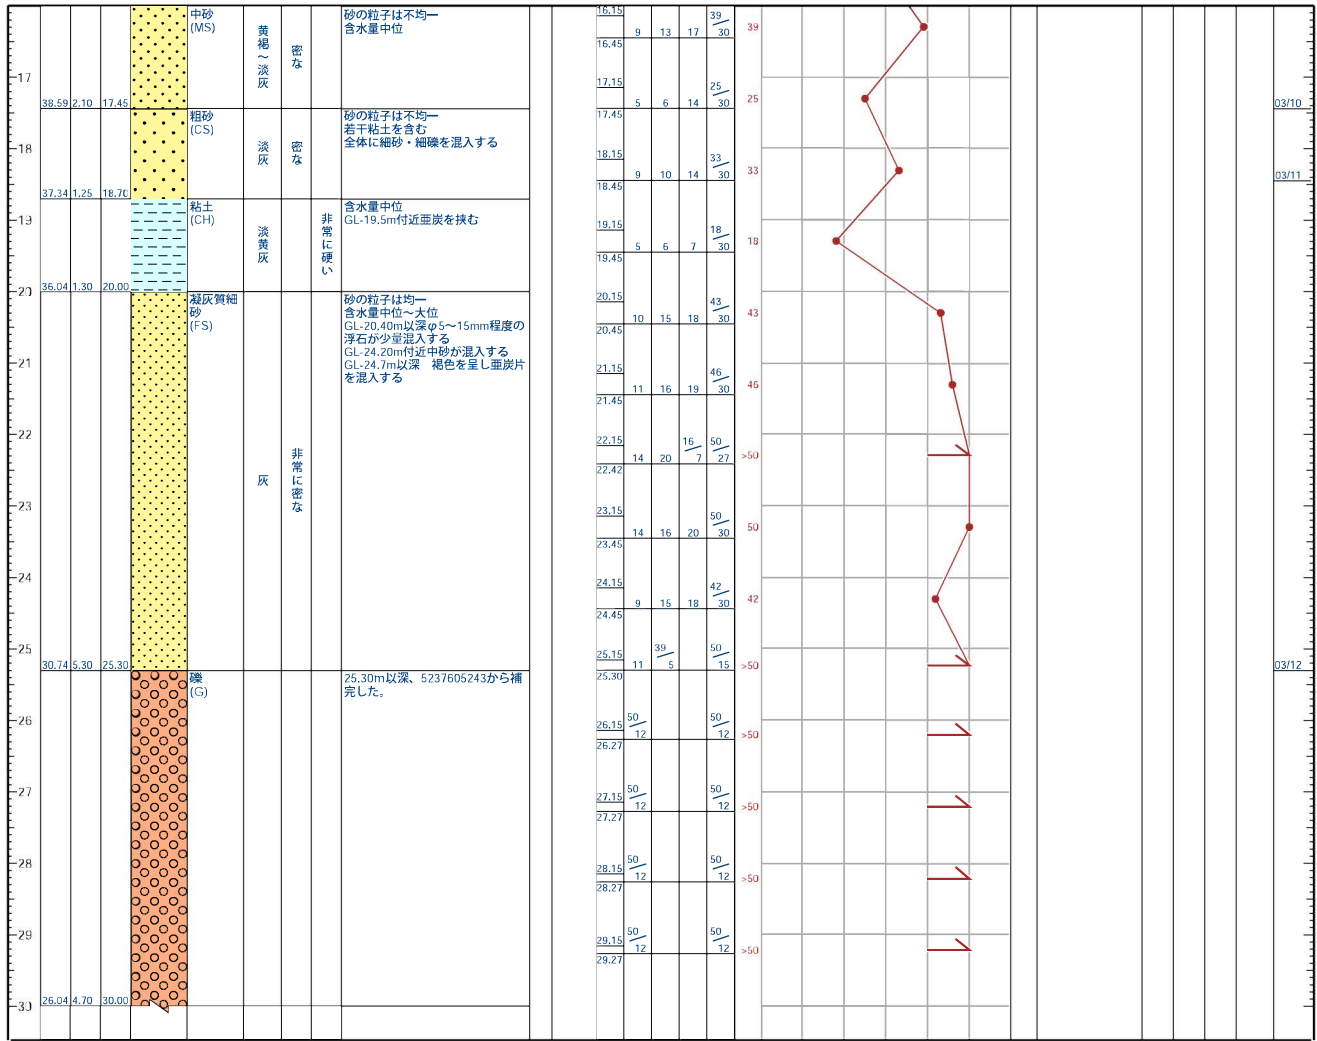 中砂
(MS)
黄褐～淡灰
密な
砂の粒子は不均一
含水量中位
38.59 2.10 17.45
粗砂
(CS)
淡灰
密な
砂の粒子は不均一
若干粘土を含む
全体に細砂・細礫を混入する
37.34 1.25 18.70
粘土
(CH)
淡黄灰
非常に硬い
含水量中位
GL-19.5m付近亜炭を挟む
36.04 1.30 20.00
凝灰質細
砂
(FS)
灰
非常に密な
砂の粒子は均一
含水量中位～大位
GL-20.40m以深φ5～15mm程度の
浮石が少量混入する
GL-24.20m付近中砂が混入する
GL-24.7m以深　褐色を呈し亜炭片
を混入する
30.74 5.30 25.30
礫
(G)
25.30m以深、5237605243から補
完した。
26.04 4.70 30.00
17
18
19
20
21
22
23
24
25
26
27
28
29
30
16.15 39
9 13 17 30 39
16.45
17.15 25
5 6 14 30 25
17.45
18.15 33
9 10 14 30 33
18.45
19.15 18
5 6 7 30 18
19.45
20.15 43
10 15 18 30 43
20.45
21.15 46
11 16 19 30 46
21.45
22.15 16 50
14 20 7 27 >50
22.42
23.15 50
14 16 20 30 50
23.45
24.15 42
9 15 18 30 42
24.45
25.15 39 50
11 5 15 >50
25.30
26.15 50 50
12 12 >50
26.27
27.15 50 50
12 12 >50
27.27
28.15 50 50
12 12 >50
28.27
29.15 50 50
12 12 >50
29.27
03/10
03/11
03/12